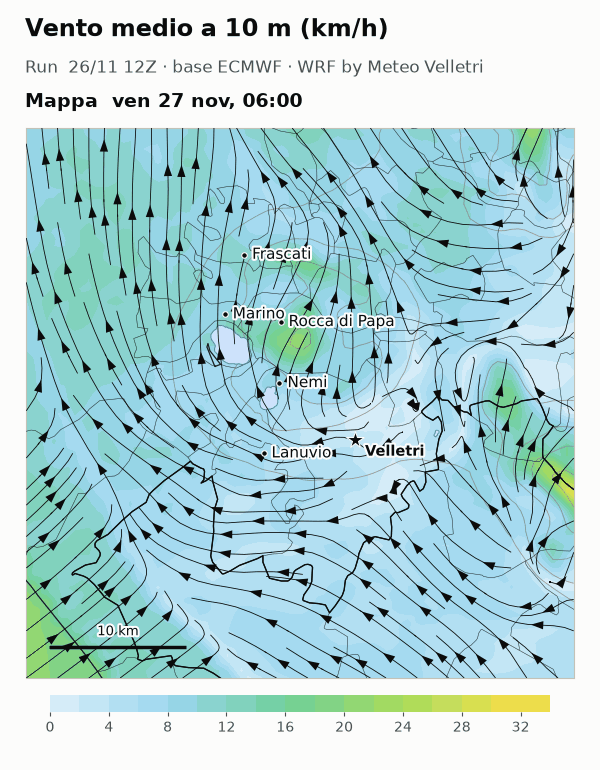 Vento medio a 10 m (km/h)
Run  26/11 12Z · base ECMWF · WRF by Meteo Velletri
Mappa  ven 27 nov, 06:00
Frascati
Marino
Rocca di Papa
Nemi
Velletri
Lanuvio
10 km
0 4 8 12 16 20 24 28 32